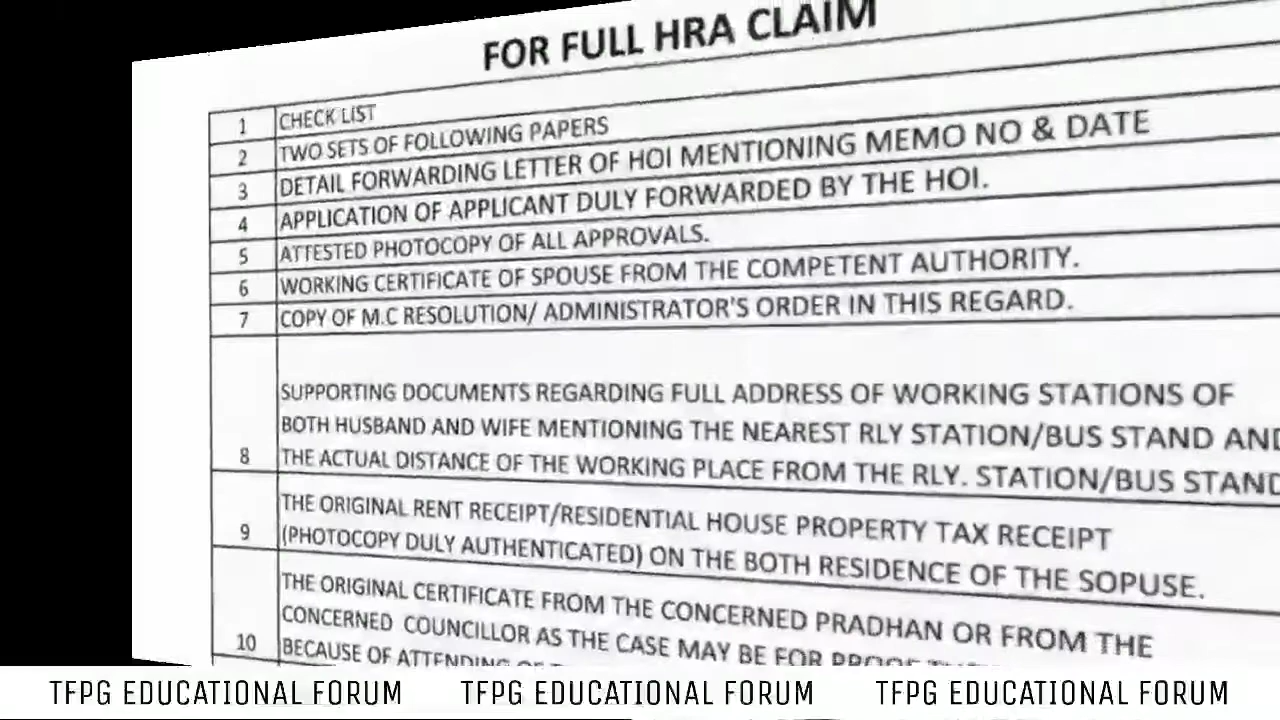 FOR FULL HRA CLAIM
1 CHECK LIST
2 TWO SETS OF FOLLOWING PAPERS
3 DETAIL FORWARDING LETTER OF HOI MENTIONING MEMO NO & DATE
4 APPLICATION OF APPLICANT DULY FORWARDED BY THE HOI.
5 ATTESTED PHOTOCOPY OF ALL APPROVALS.
6 WORKING CERTIFICATE OF SPOUSE FROM THE COMPETENT AUTHORITY.
7 COPY OF M.C RESOLUTION/ ADMINISTRATOR'S ORDER IN THIS REGARD.
SUPPORTING DOCUMENTS REGARDING FULL ADDRESS OF WORKING STATIONS OF
BOTH HUSBAND AND WIFE MENTIONING THE NEAREST RLY STATION/BUS STAND AND
8 THE ACTUAL DISTANCE OF THE WORKING PLACE FROM THE RLY. STATION/BUS STAND
THE ORIGINAL RENT RECEIPT/RESIDENTIAL HOUSE PROPERTY TAX RECEIPT
9 (PHOTOCOPY DULY AUTHENTICATED) ON THE BOTH RESIDENCE OF THE SOPUSE.
THE ORIGINAL CERTIFICATE FROM THE CONCERNED PRADHAN OR FROM THE
CONCERNED COUNCILLOR AS THE CASE MAY BE FOR PROOF
10 BECAUSE OF ATTENDING
TFPG EDUCATIONAL FORUM TFPG EDUCATIONAL FORUM TFPG EDUCATIONAL FORUM